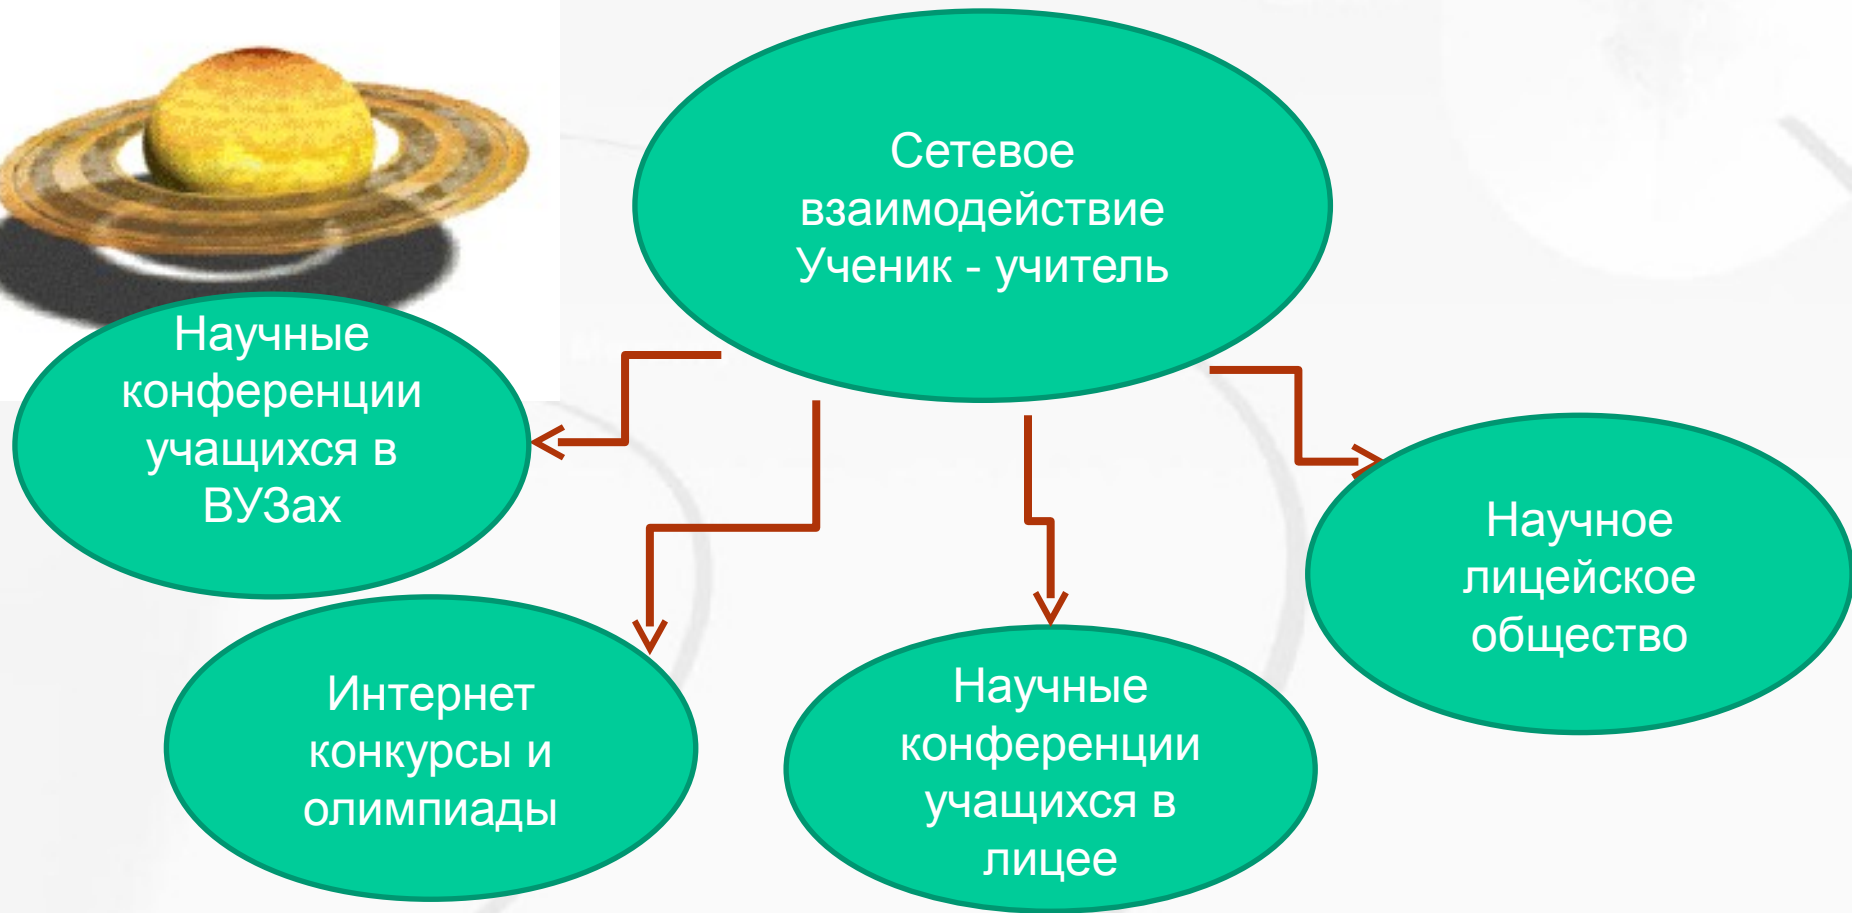 Сетевое
взаимодействие
Ученик - учитель
Научные
конференции
учащихся в
ВУЗах
Интернет
конкурсы и
олимпиады
Научные
конференции
учащихся в
лицее
Научное
лицейское
общество